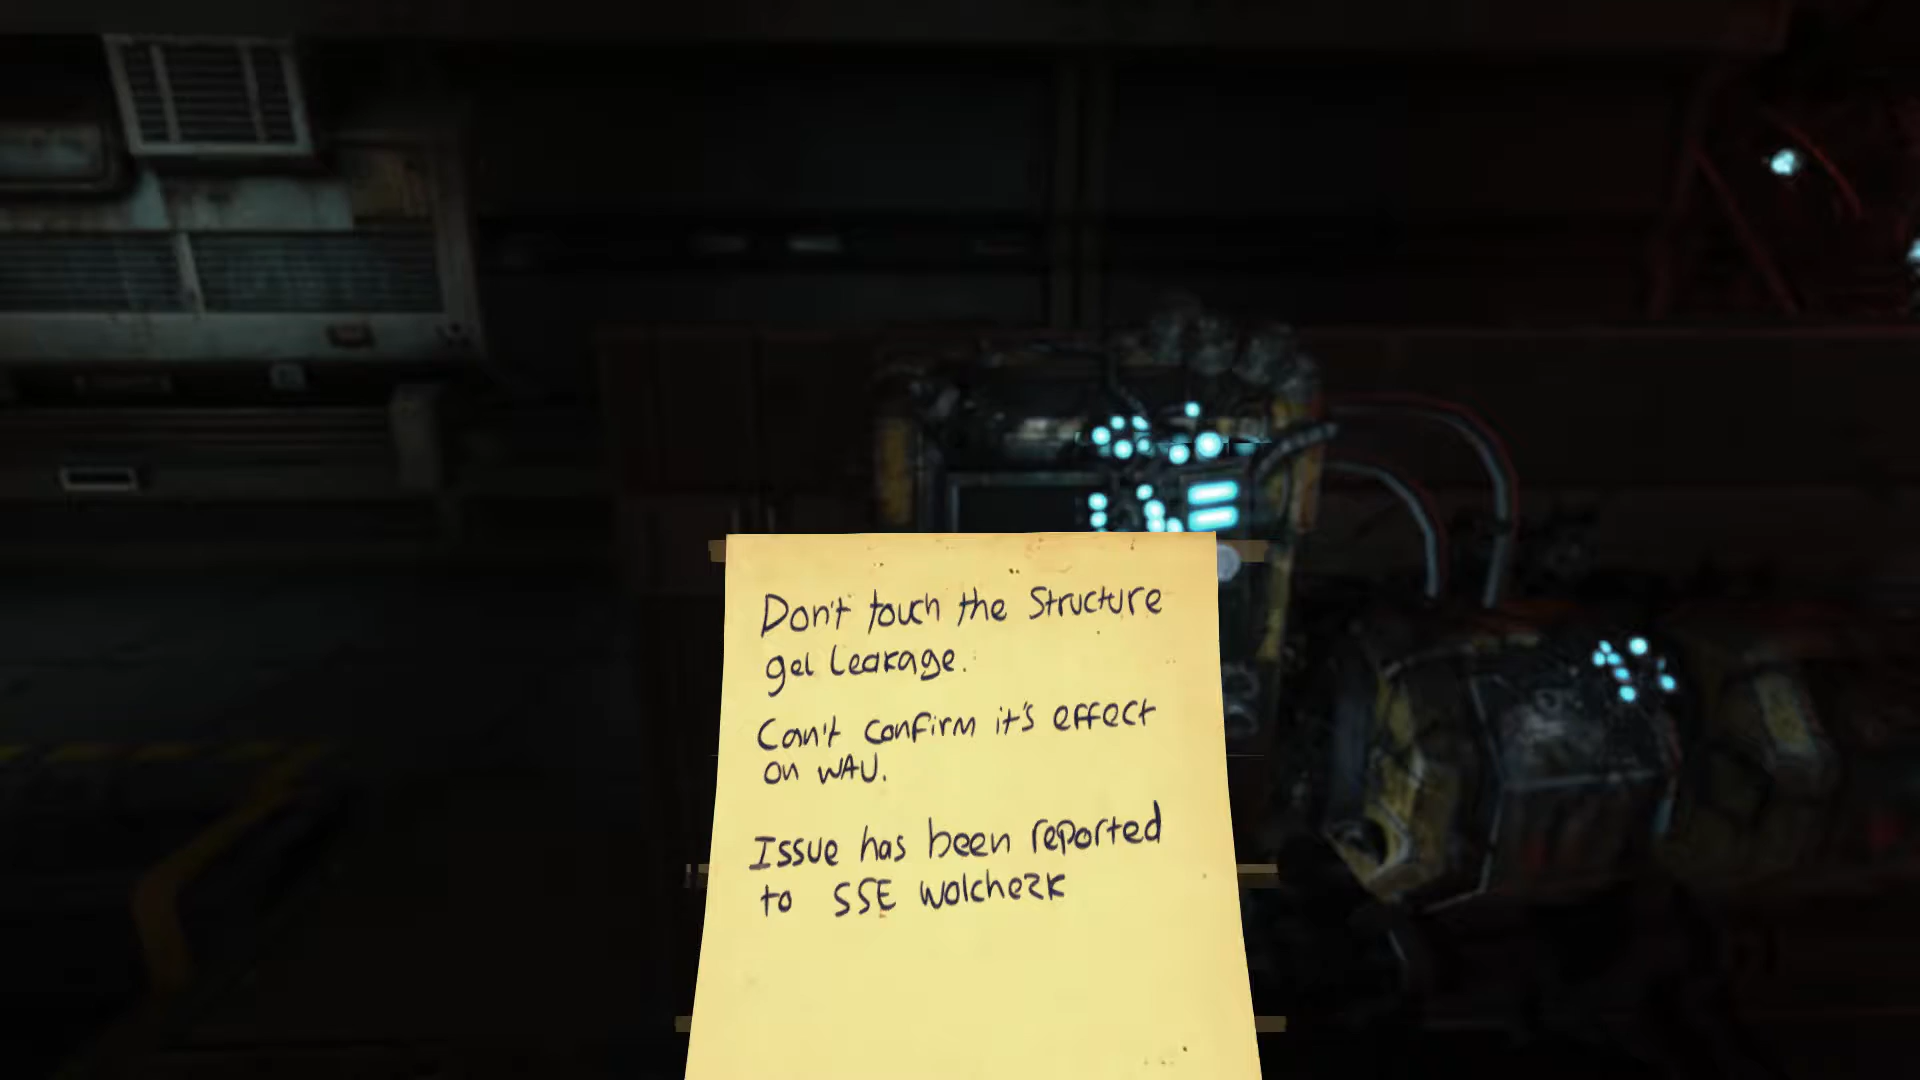 Don't touch the Structure
gel leakage.
Can't confirm it's effect
on WAU.
Issue has been reported
to SSE Wolchezk